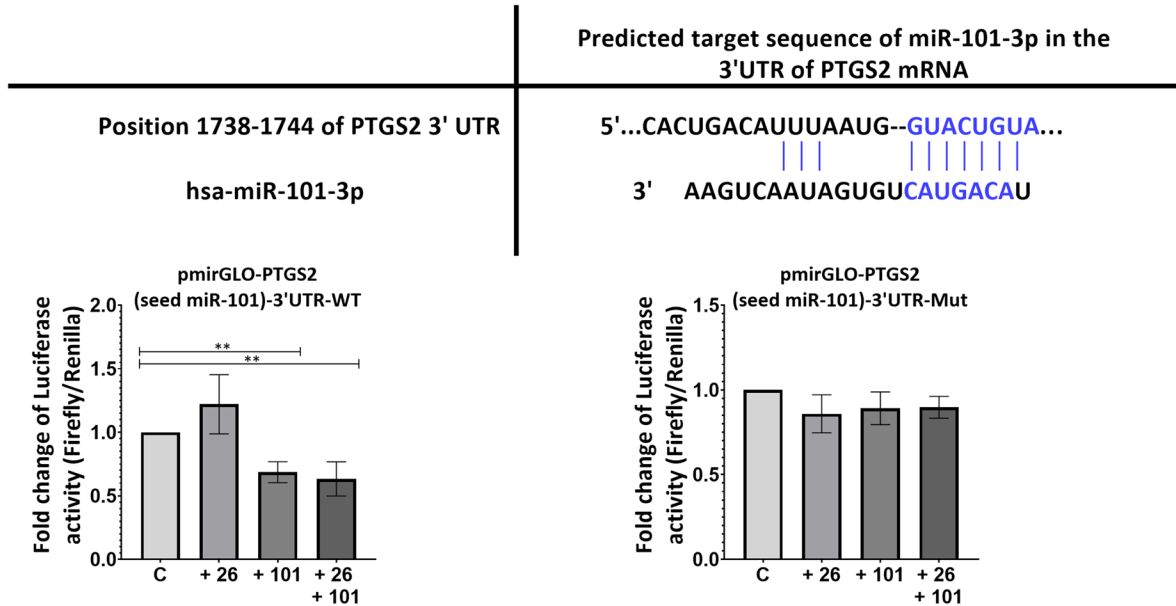 Predicted target sequence of miR-101-3p in the
3'UTR of PTGS2 mRNA
Position 1738-1744 of PTGS2 3' UTR
5'...CACUGACAUUUAAUG--GUACUGUA...
hsa-miR-101-3p
3' AAGUCAAUAGUGUCAUGACAU
pmirGLO-PTGS2
(seed miR-101)-3'UTR-WT
Fold change of Luciferase
activity (Firefly/Renilla)
2.0
1.5
1.0
0.5
0.0
**
**
C
+ 26
+ 101
+ 26
+ 101
pmirGLO-PTGS2
(seed miR-101)-3'UTR-Mut
Fold change of Luciferase
activity (Firefly/Renilla)
1.5
1.0
0.5
0.0
C
+ 26
+ 101
+ 26
+ 101